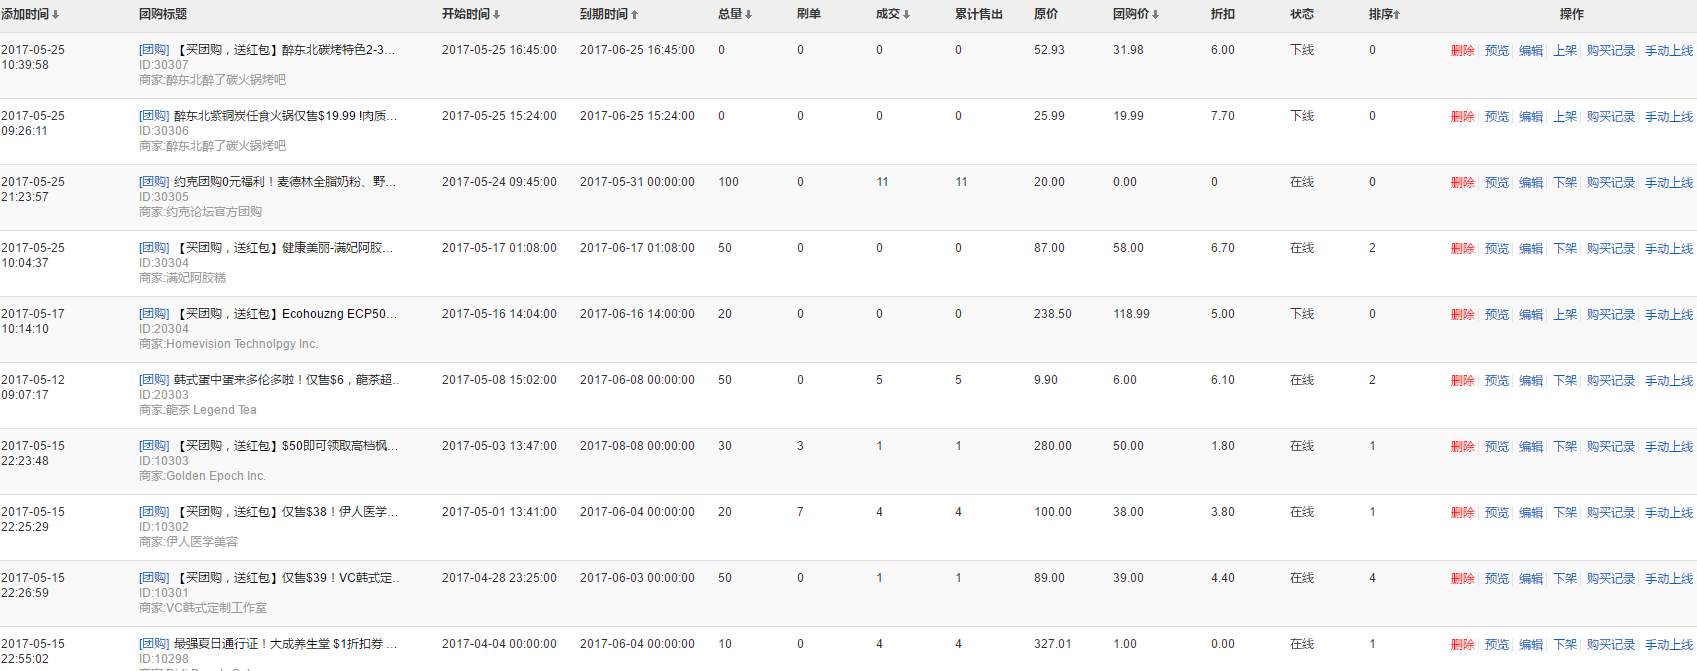 添加时间↓ 团购标题 开始时间↓ 到期时间↑ 总量↓ 刷单 成交↓ 累计售出 原价 团购价↓ 折扣 状态 排序↑ 操作
2017-05-25 [团购] 【买团购，送红包】醉东北碳烤特色2-3... 2017-05-25 16:45:00 2017-06-25 16:45:00 0 0 0 0 52.93 31.98 6.00 下线 0 删除 预览 编辑 上架 购买记录 手动上线
10:39:58 ID:30307
商家:醉东北醉了碳火锅烤吧
2017-05-25 [团购] 醉东北紫铜炭任食火锅仅售$19.99 !肉质... 2017-05-25 15:24:00 2017-06-25 15:24:00 0 0 0 0 25.99 19.99 7.70 下线 0 删除 预览 编辑 上架 购买记录 手动上线
09:26:11 ID:30306
商家:醉东北醉了碳火锅烤吧
2017-05-25 [团购] 约克团购0元福利！麦德林全脂奶粉、野... 2017-05-24 09:45:00 2017-05-31 00:00:00 100 0 11 11 20.00 0.00 0 在线 0 删除 预览 编辑 下架 购买记录 手动上线
21:23:57 ID:30305
商家:约克论坛官方团购
2017-05-25 [团购] 【买团购，送红包】健康美丽-满妃阿胶... 2017-05-17 01:08:00 2017-06-17 01:08:00 50 0 0 0 87.00 58.00 6.70 在线 2 删除 预览 编辑 下架 购买记录 手动上线
10:04:37 ID:30304
商家:满妃阿胶糕
2017-05-17 [团购] 【买团购，送红包】Ecohouzng ECP50... 2017-05-16 14:04:00 2017-06-16 14:00:00 20 0 0 0 238.50 118.99 5.00 下线 0 删除 预览 编辑 上架 购买记录 手动上线
10:14:10 ID:20304
商家:Homevision Technolpgy Inc.
2017-05-12 [团购] 韩式蛋中蛋来多伦多啦！仅售$6，龍茶超.. 2017-05-08 15:02:00 2017-06-08 00:00:00 50 0 5 5 9.90 6.00 6.10 在线 2 删除 预览 编辑 下架 购买记录 手动上线
09:07:17 ID:20303
商家:龍茶 Legend Tea
2017-05-15 [团购] 【买团购，送红包】$50即可领取高档枫... 2017-05-03 13:47:00 2017-08-08 00:00:00 30 3 1 1 280.00 50.00 1.80 在线 1 删除 预览 编辑 下架 购买记录 手动上线
22:23:48 ID:10303
商家:Golden Epoch Inc.
2017-05-15 [团购] 【买团购，送红包】仅售$38！伊人医学... 2017-05-01 13:41:00 2017-06-04 00:00:00 20 7 4 4 100.00 38.00 3.80 在线 1 删除 预览 编辑 下架 购买记录 手动上线
22:25:29 ID:10302
商家:伊人医学美容
2017-05-15 [团购] 【买团购，送红包】仅售$39！VC韩式定.. 2017-04-28 23:25:00 2017-06-03 00:00:00 50 0 1 1 89.00 39.00 4.40 在线 4 删除 预览 编辑 下架 购买记录 手动上线
22:26:59 ID:10301
商家:VC韩式定制工作室
2017-05-15 [团购] 最强夏日通行证！大成养生堂 $1折扣券 ... 2017-04-04 00:00:00 2017-06-04 00:00:00 10 0 4 4 327.01 1.00 0.00 在线 1 删除 预览 编辑 下架 购买记录 手动上线
22:55:02 ID:10298